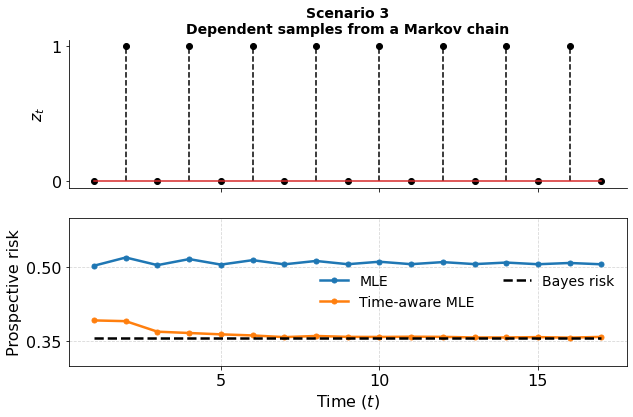 Scenario 3
Dependent samples from a Markov chain
1
z_t
0
Prospective risk
0.50
0.35
MLE
Time-aware MLE
Bayes risk
5
10
15
Time (t)